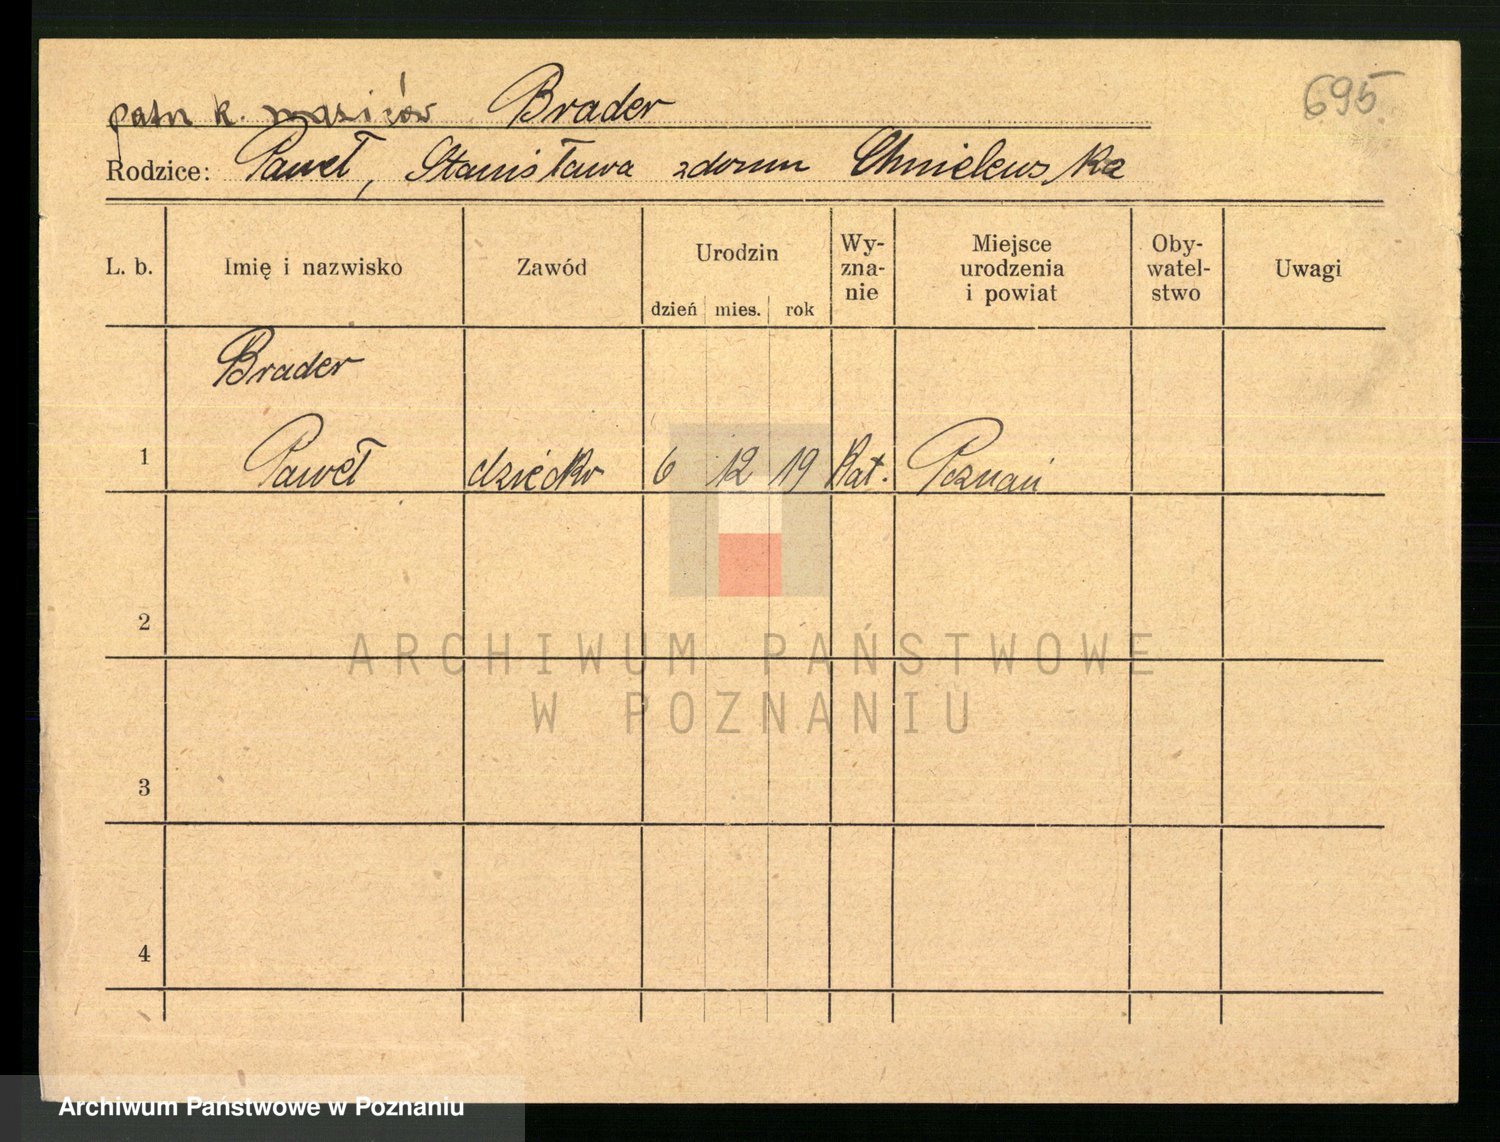 695.
patrz k. Brader
Rodzice: Paweł, Stanisława z domu Chmielewska
L. b. Imię i nazwisko Zawód Urodzin dzień mies. rok Wy-zna-nie Miejsce urodzenia i powiat Oby-watel-stwo Uwagi
Brader
1 Paweł dziecko 6 12 19 Kat. Poznań
2
ARCHIWUM PAŃSTWOWE
W POZNANIU
3
4
Archiwum Państwowe w Poznaniu